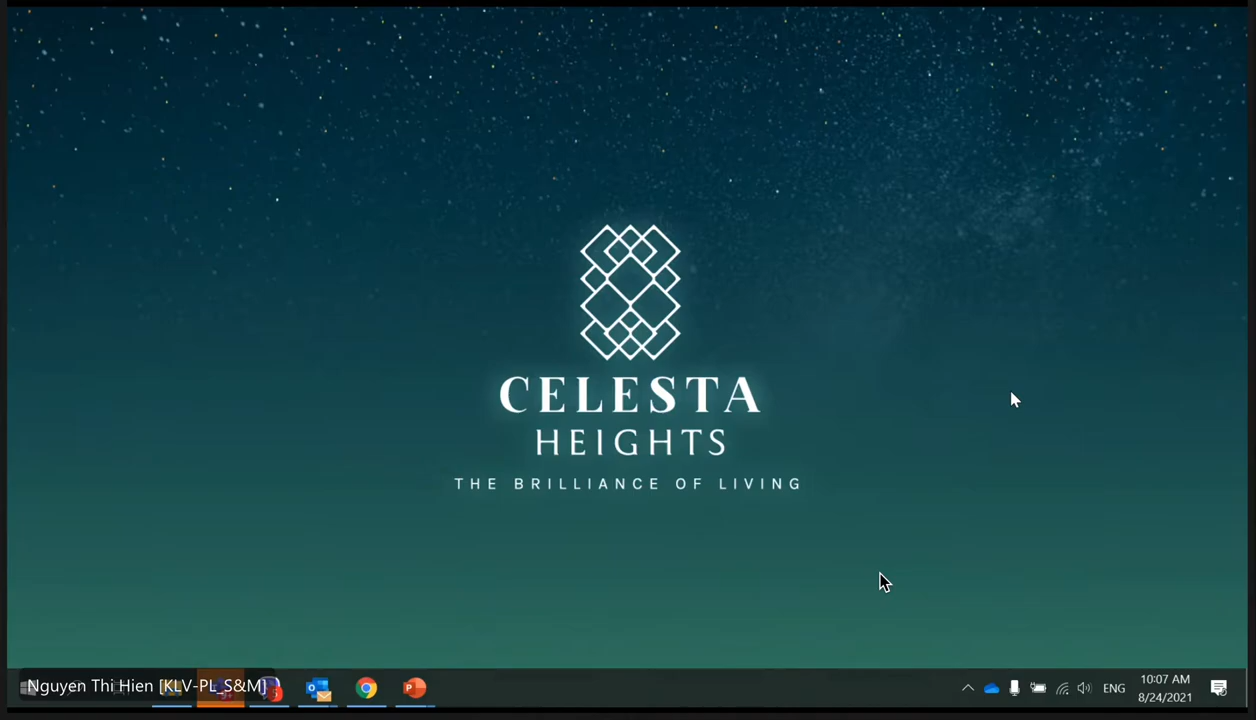 CELESTA
HEIGHTS
THE BRILLIANCE OF LIVING
Nguyen Thi Hien [KLV-PL_S&M]
ENG
10:07 AM
8/24/2021